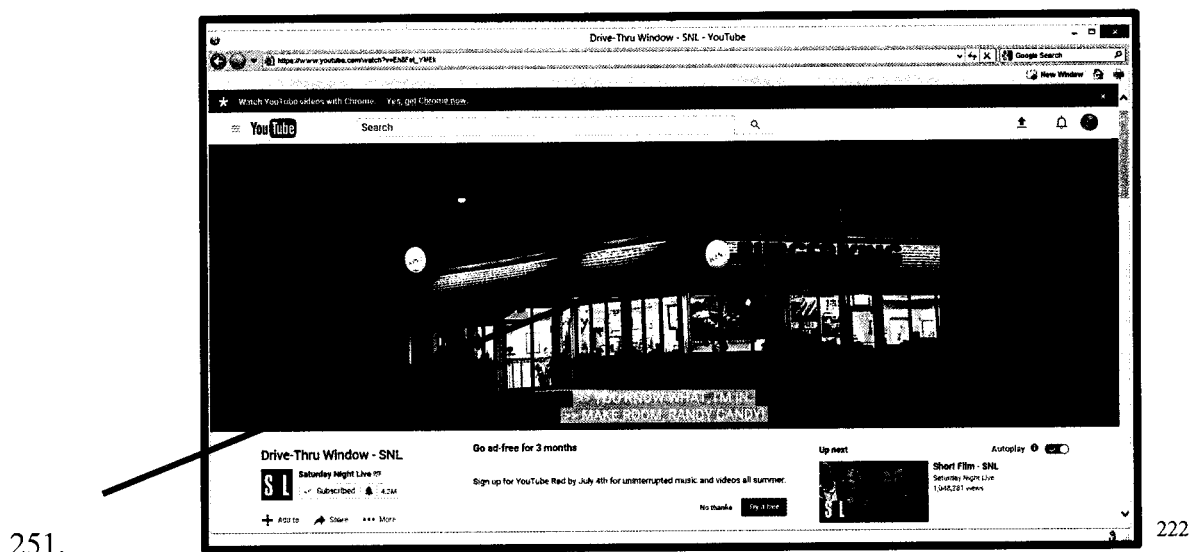 Drive-Thru Window - SNL - YouTube
Google Search
New Window
Watch YouTube videos with Chrome. Yes, get Chrome now.
YouTube
Search
>> YOU KNOW WHAT, I'M IN.
>> MAKE ROOM, RANDY CANDY!
Drive-Thru Window - SNL
Saturday Night Live
Subscribed 4.2M
Add to Share More
Go ad-free for 3 months
Sign up for YouTube Red by July 4th for uninterrupted music and videos all summer.
No thanks Try it free
Up next
Autoplay
S L
Short Film - SNL
Saturday Night Live
1,048,281 views
S L
251.
222